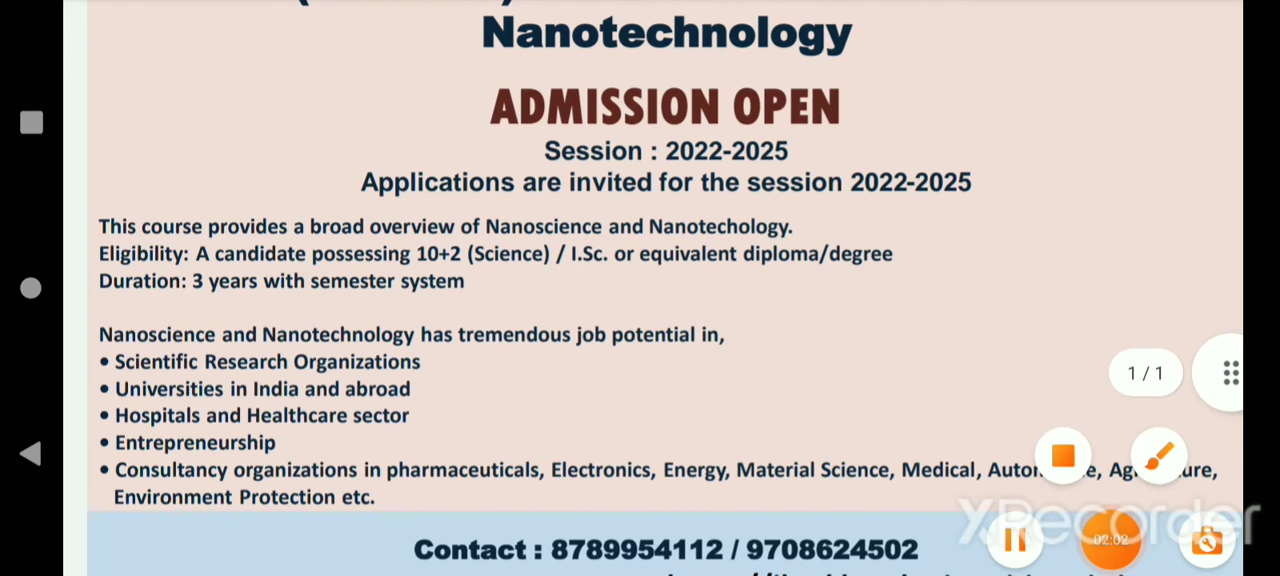 Nanotechnology
ADMISSION OPEN
Session : 2022-2025
Applications are invited for the session 2022-2025
This course provides a broad overview of Nanoscience and Nanotechology.
Eligibility: A candidate possessing 10+2 (Science) / I.Sc. or equivalent diploma/degree
Duration: 3 years with semester system
Nanoscience and Nanotechnology has tremendous job potential in,
• Scientific Research Organizations
• Universities in India and abroad
• Hospitals and Healthcare sector
• Entrepreneurship
• Consultancy organizations in pharmaceuticals, Electronics, Energy, Material Science, Medical,
Environment Protection etc.
1 / 1
XRecorder
02:02
Contact : 8789954112 / 9708624502